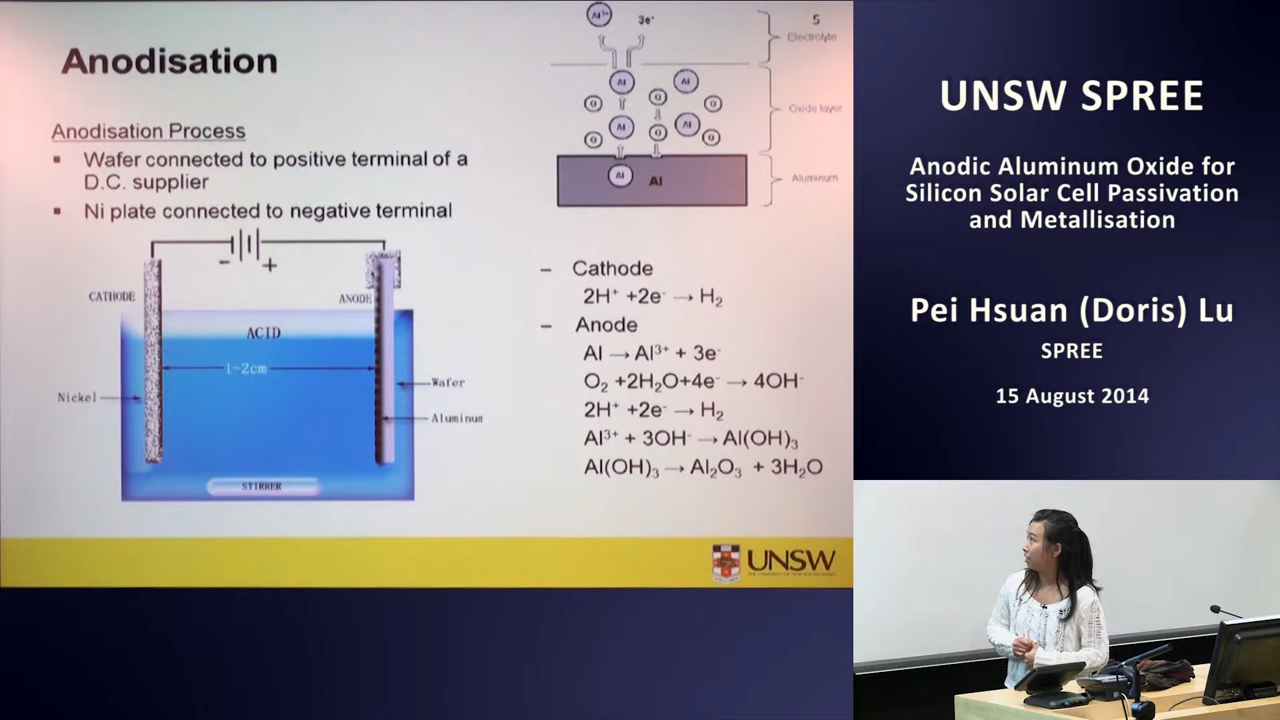 Anodisation
Anodisation Process
▪ Wafer connected to positive terminal of a
D.C. supplier
▪ Ni plate connected to negative terminal
- +
CATHODE
ANODE
ACID
1-2cm
Nickel
Wafer
Aluminum
STIRRER
Al³⁺
3e⁻
5
Electrolyte
Al
Al
O
O
O
Oxide layer
Al
O
Al
O
O
Al
Al
Aluminum
– Cathode
2H⁺ +2e⁻ → H₂
– Anode
Al → Al³⁺ + 3e⁻
O₂ +2H₂O+4e⁻ → 4OH⁻
2H⁺ +2e⁻ → H₂
Al³⁺ + 3OH⁻ → Al(OH)₃
Al(OH)₃ → Al₂O₃ + 3H₂O
UNSW
UNSW SPREE
Anodic Aluminum Oxide for
Silicon Solar Cell Passivation
and Metallisation
Pei Hsuan (Doris) Lu
SPREE
15 August 2014